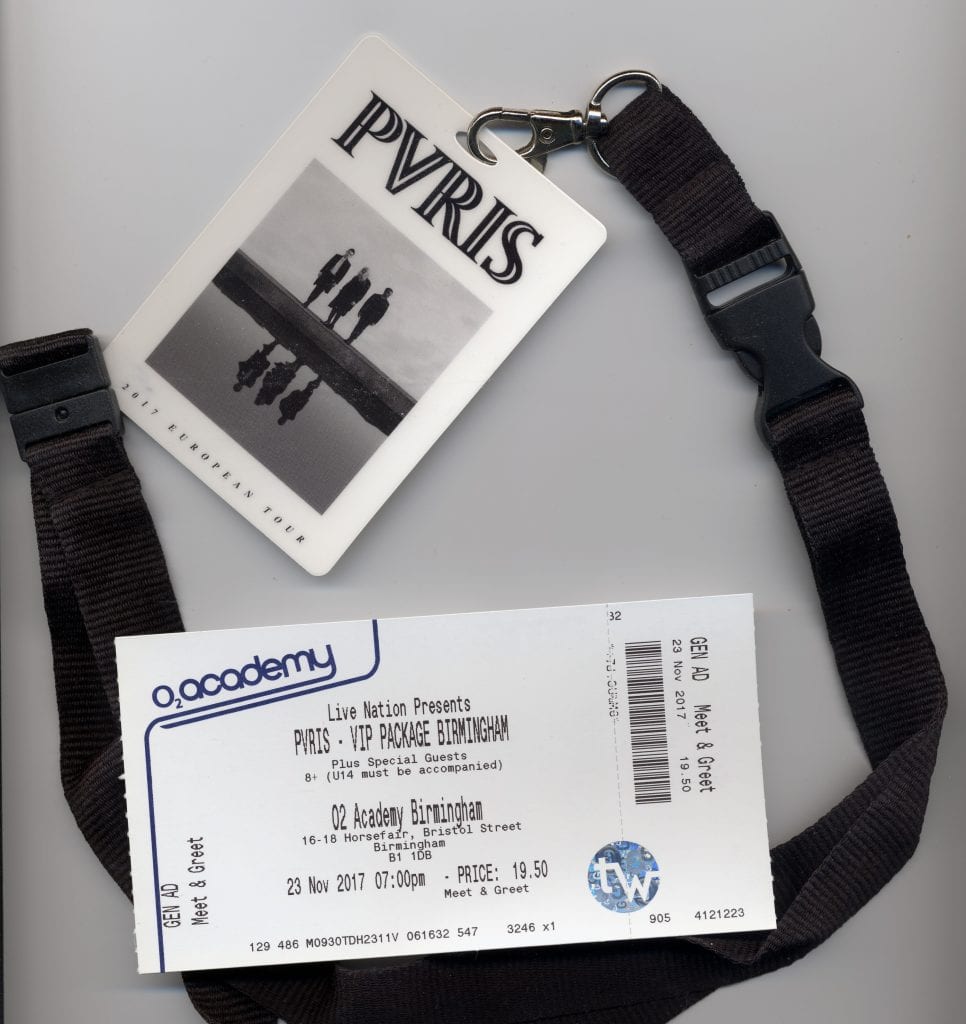 PVRIS
2017 EUROPEAN TOUR
O2 academy
Live Nation Presents
PVRIS - VIP PACKAGE BIRMINGHAM
Plus Special Guests
8+ (U14 must be accompanied)
O2 Academy Birmingham
16-18 Horsefair, Bristol Street
Birmingham
B1 1DB
23 Nov 2017 07:00pm - PRICE: 19.50
Meet & Greet
GEN AD
Meet & Greet
129 486 M0930TDH2311V 061632 547 3246 x1
tw
905 4121223
32
GEN AD Meet & Greet
23 Nov 2017 19.50